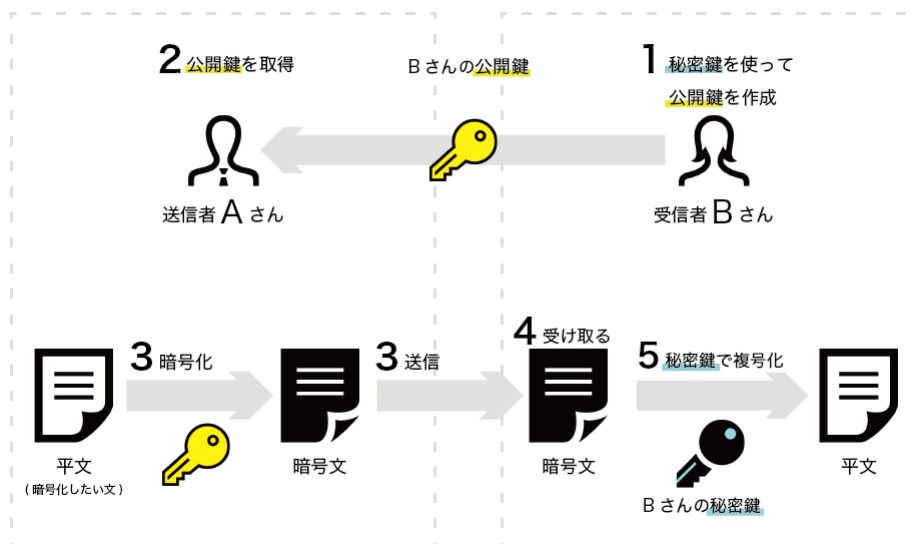 2 公開鍵を取得
Bさんの公開鍵
1 秘密鍵を使って
公開鍵を作成
送信者Aさん
受信者Bさん
3 暗号化
3 送信
4 受け取る
5 秘密鍵で複号化
平文
(暗号化したい文)
暗号文
暗号文
平文
Bさんの秘密鍵